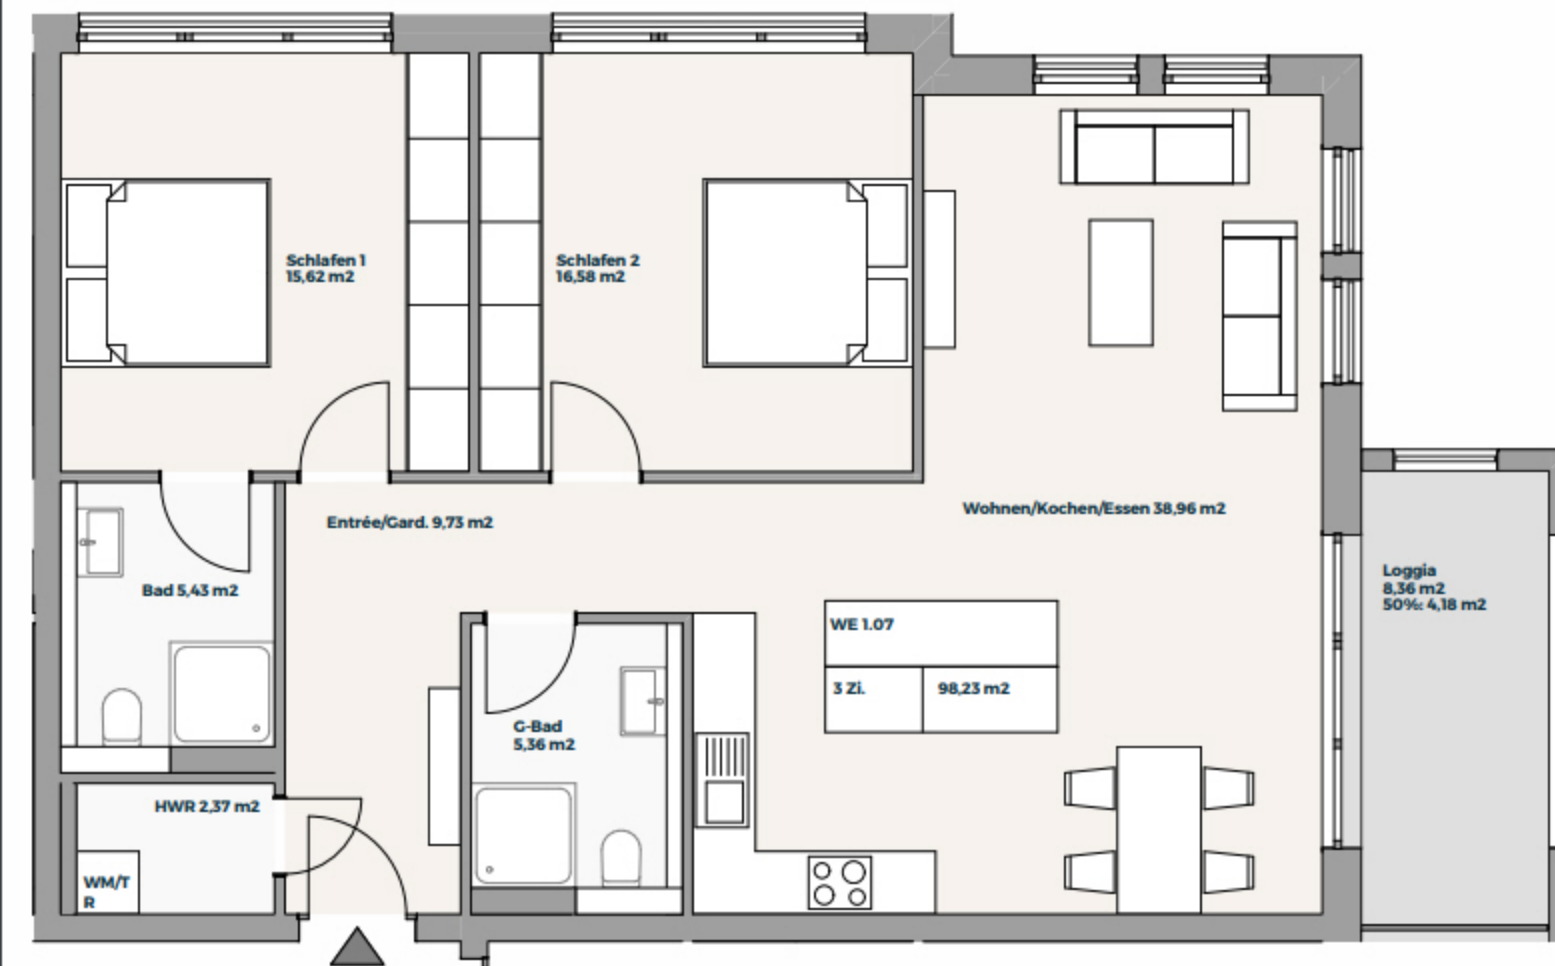 Schlafen 1
15,62 m2
Schlafen 2
16,58 m2
Entrée/Gard. 9,73 m2
Wohnen/Kochen/Essen 38,96 m2
Bad 5,43 m2
Loggia
8,36 m2
50%: 4,18 m2
WE 1.07
3 Zi.
98,23 m2
G-Bad
5,36 m2
HWR 2,37 m2
WM/T
R